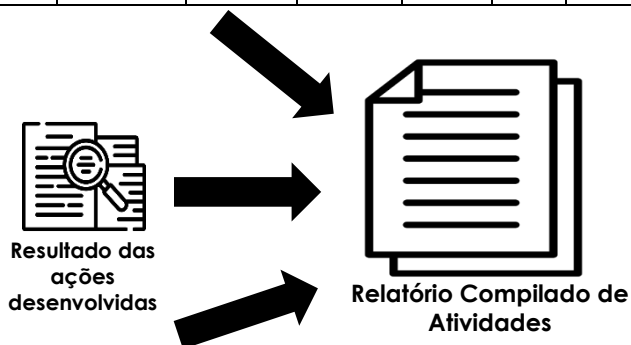 Resultado das
ações
desenvolvidas
Relatório Compilado de
Atividades